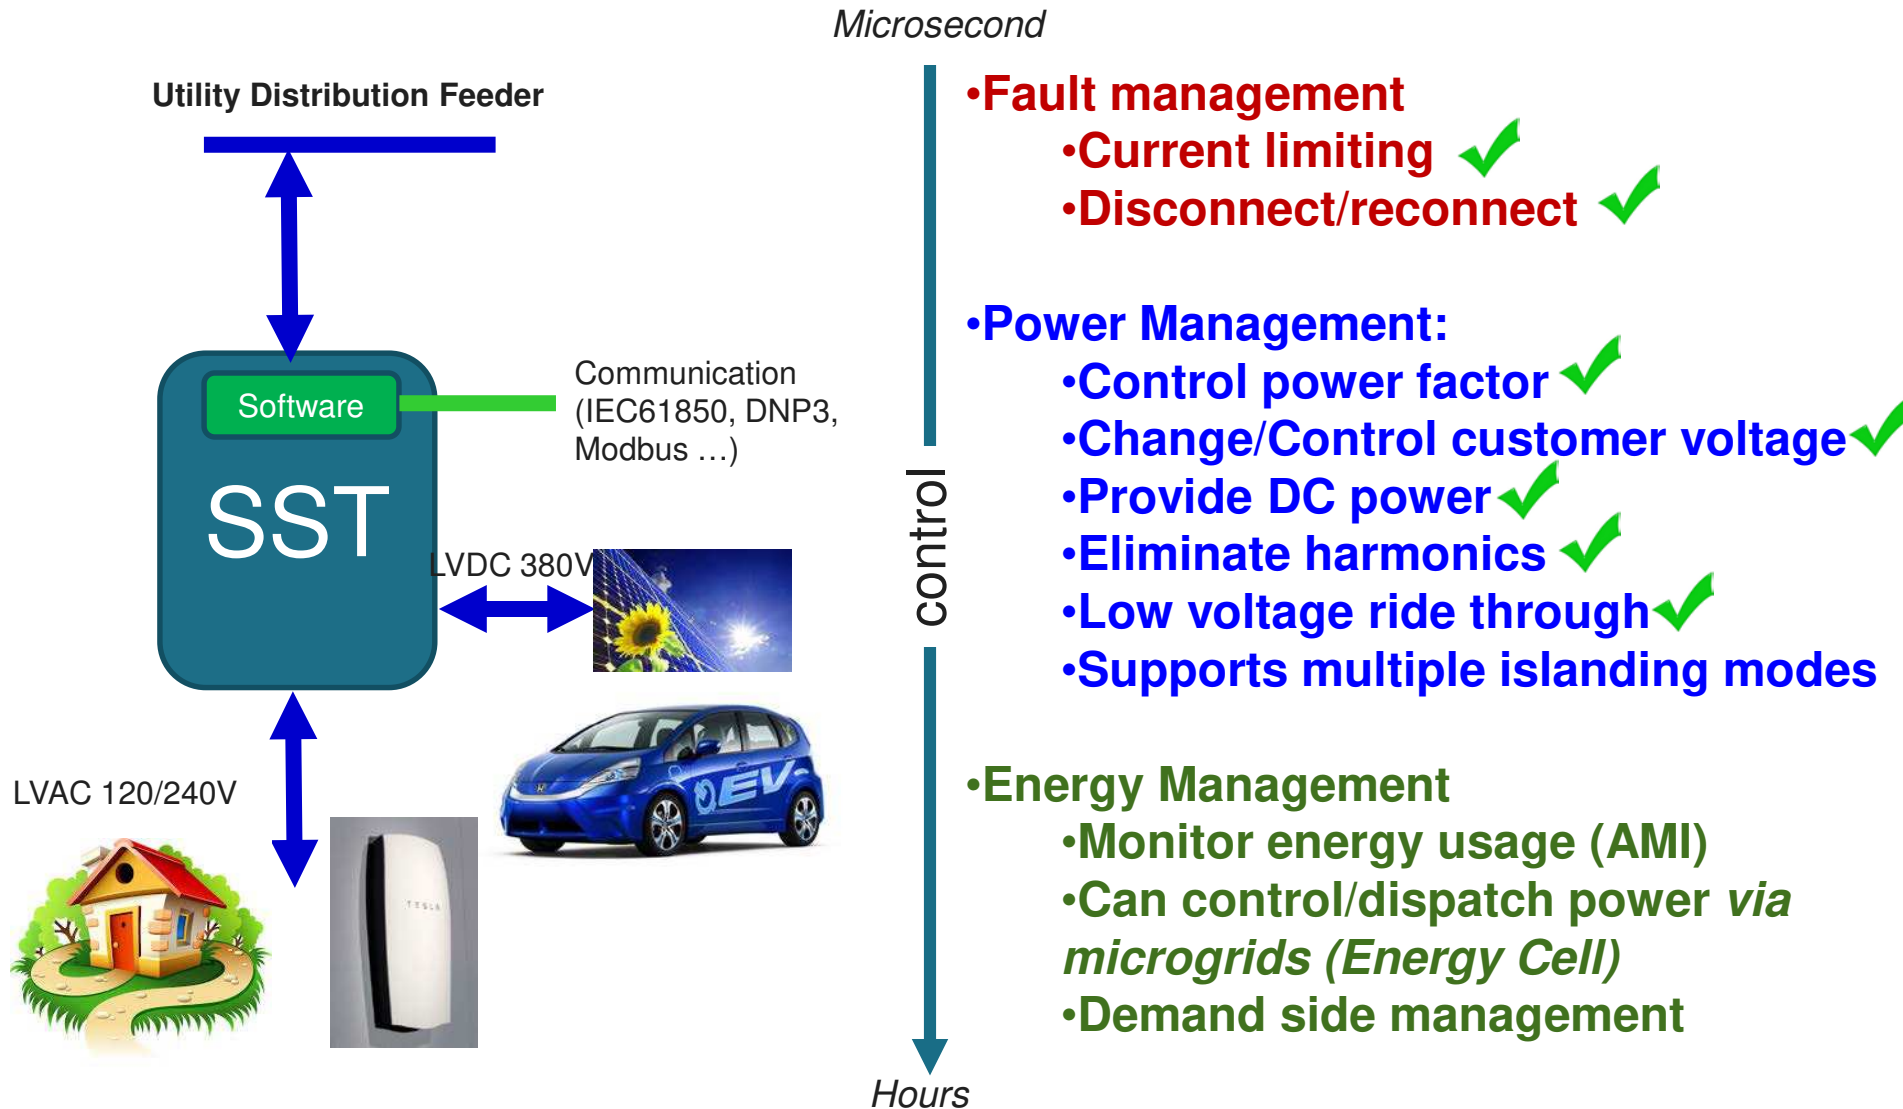 Microsecond
Utility Distribution Feeder
Software
SST
Communication
(IEC61850, DNP3,
Modbus …)
LVDC 380V
LVAC 120/240V
EV
TESLA
control
•Fault management
•Current limiting
•Disconnect/reconnect
•Power Management:
•Control power factor
•Change/Control customer voltage
•Provide DC power
•Eliminate harmonics
•Low voltage ride through
•Supports multiple islanding modes
•Energy Management
•Monitor energy usage (AMI)
•Can control/dispatch power via
microgrids (Energy Cell)
•Demand side management
Hours